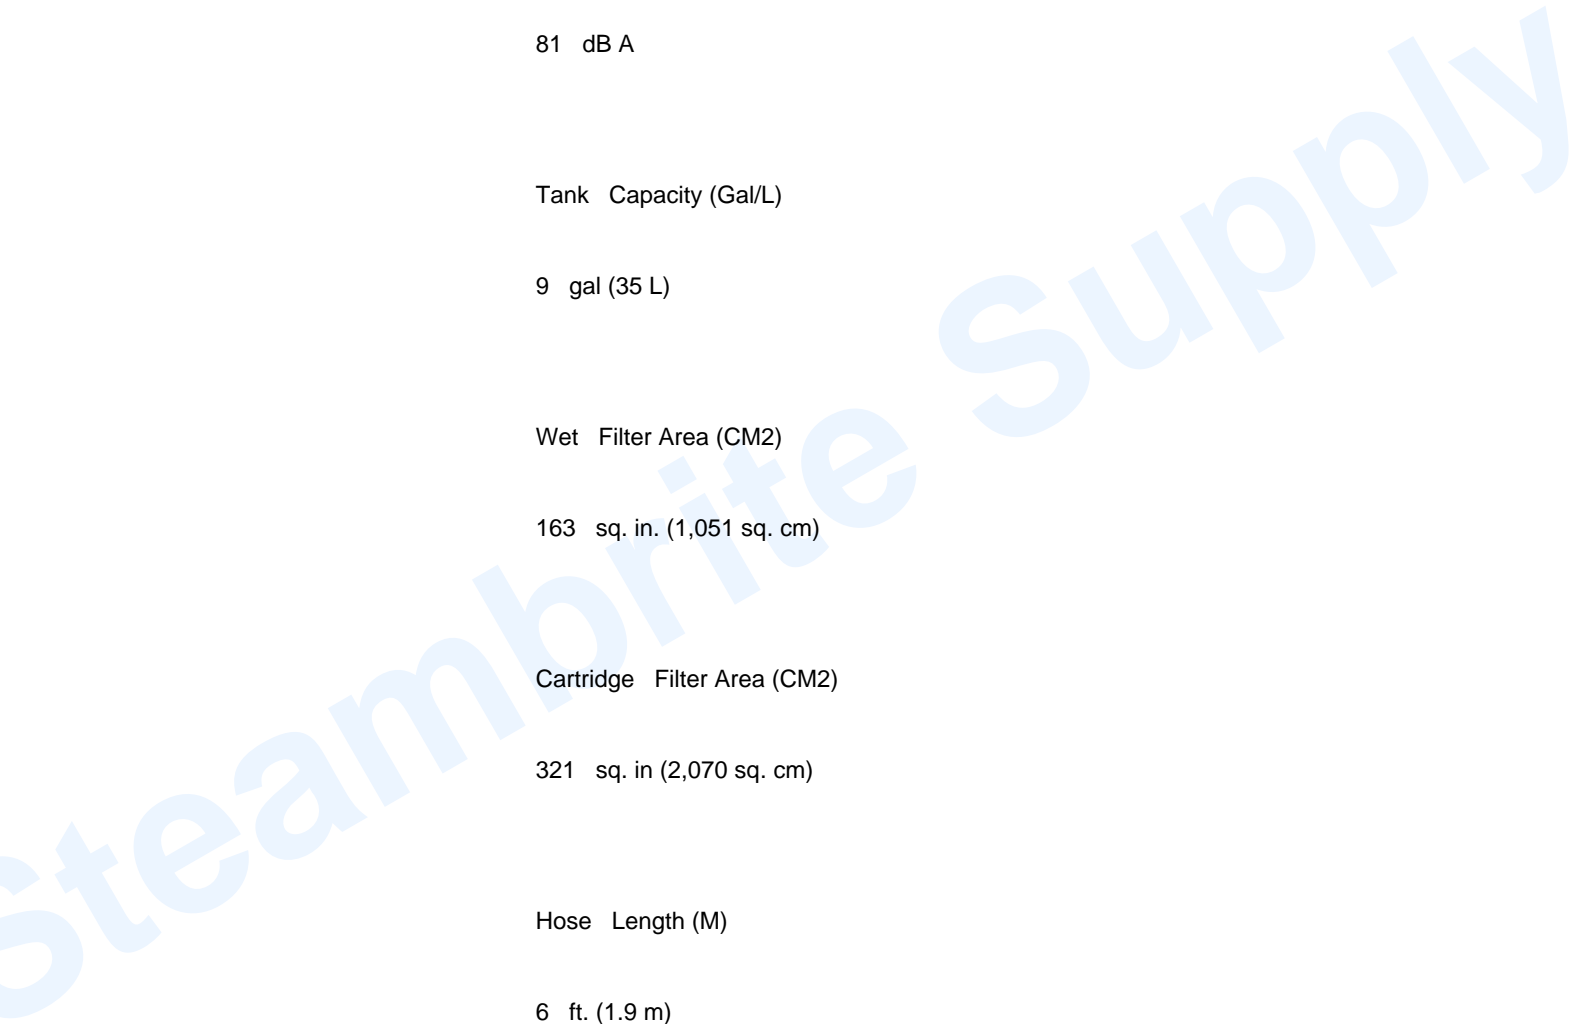 81 dB A
Tank Capacity (Gal/L)
9 gal (35 L)
Wet Filter Area (CM2)
163 sq. in. (1,051 sq. cm)
Cartridge Filter Area (CM2)
321 sq. in (2,070 sq. cm)
Hose Length (M)
6 ft. (1.9 m)
Steambrite Supply